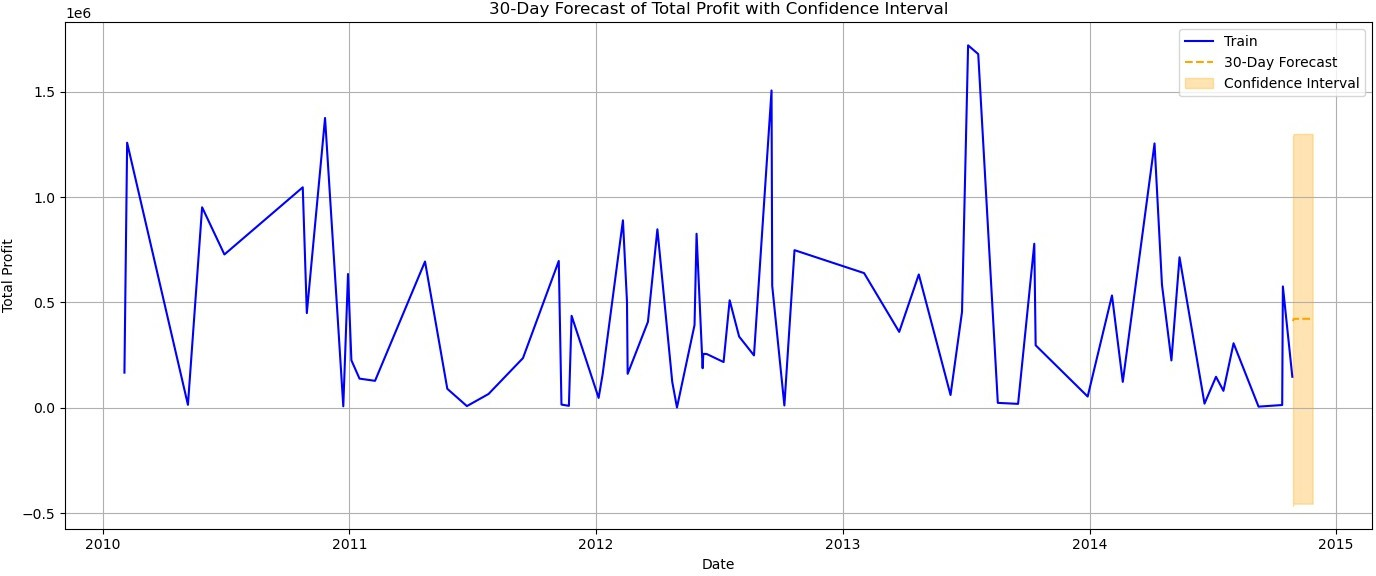 30-Day Forecast of Total Profit with Confidence Interval
1e6
Train
30-Day Forecast
Confidence Interval
1.5
1.0
0.5
0.0
−0.5
Total Profit
2010
2011
2012
2013
2014
2015
Date